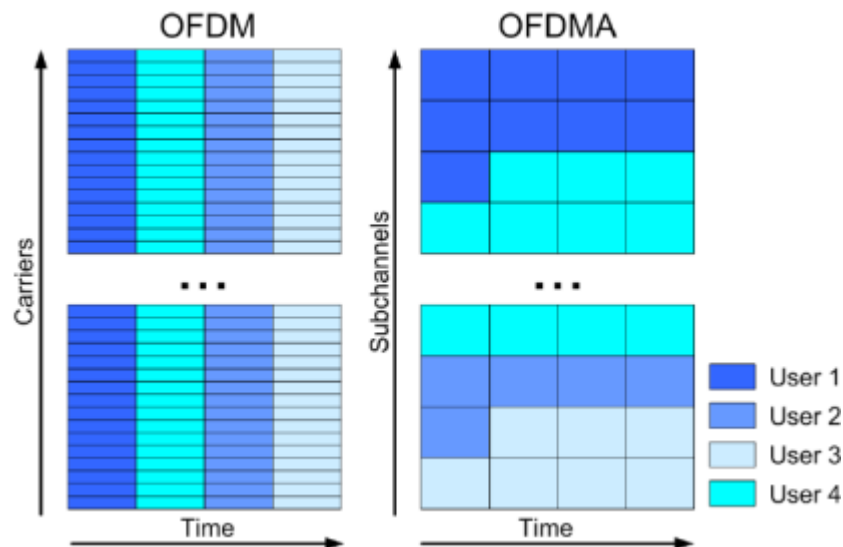 OFDM
OFDMA
Carriers
Subchannels
...
...
User 1
User 2
User 3
User 4
Time
Time